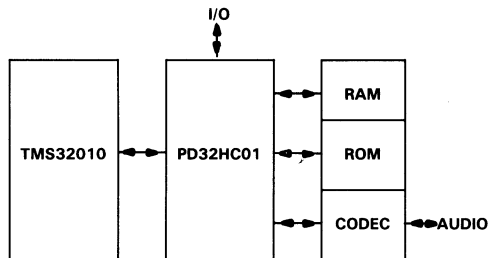 I/O
RAM
TMS32010
PD32HC01
ROM
CODEC
AUDIO